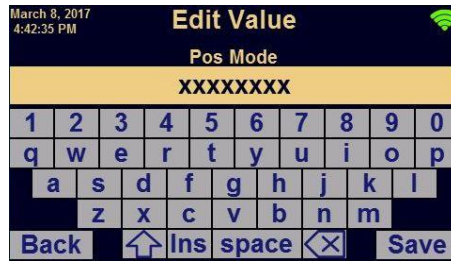 March 8, 2017
4:42:35 PM
Edit Value
Pos Mode
xxxxxxxx
1 2 3 4 5 6 7 8 9 0
q w e r t y u i o p
a s d f g h j k l
z x c v b n m
Back Ins space Save